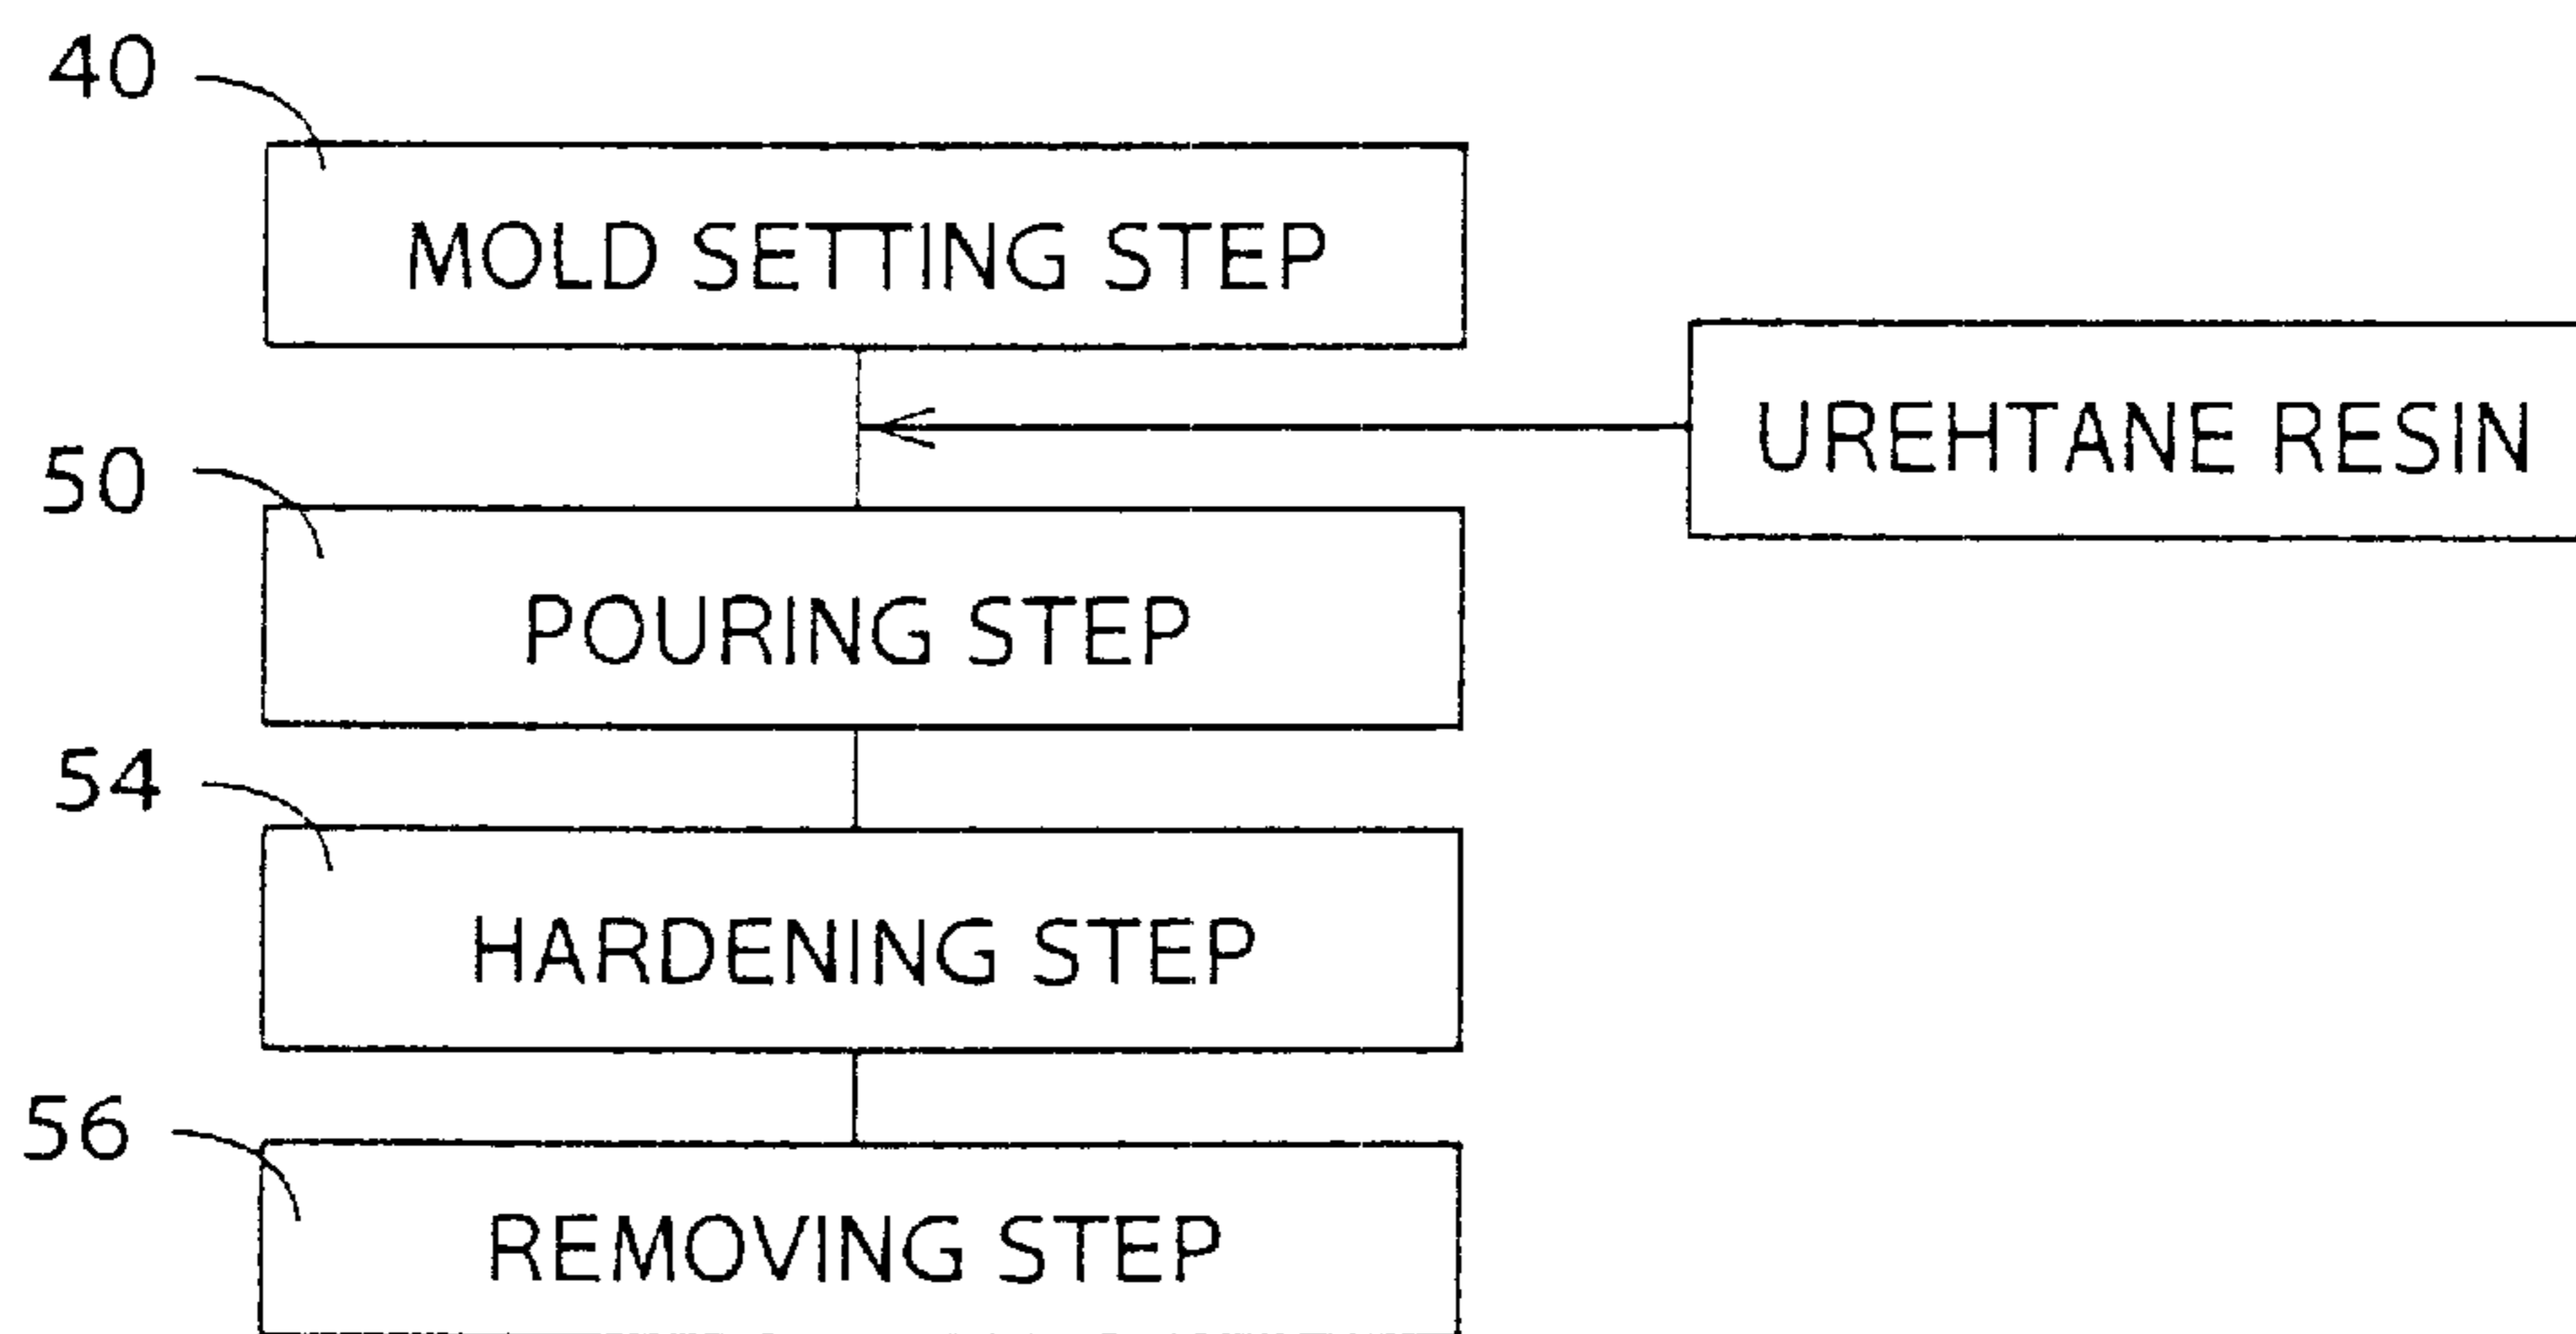 40
MOLD SETTING STEP
UREHTANE RESIN
50
POURING STEP
54
HARDENING STEP
56
REMOVING STEP